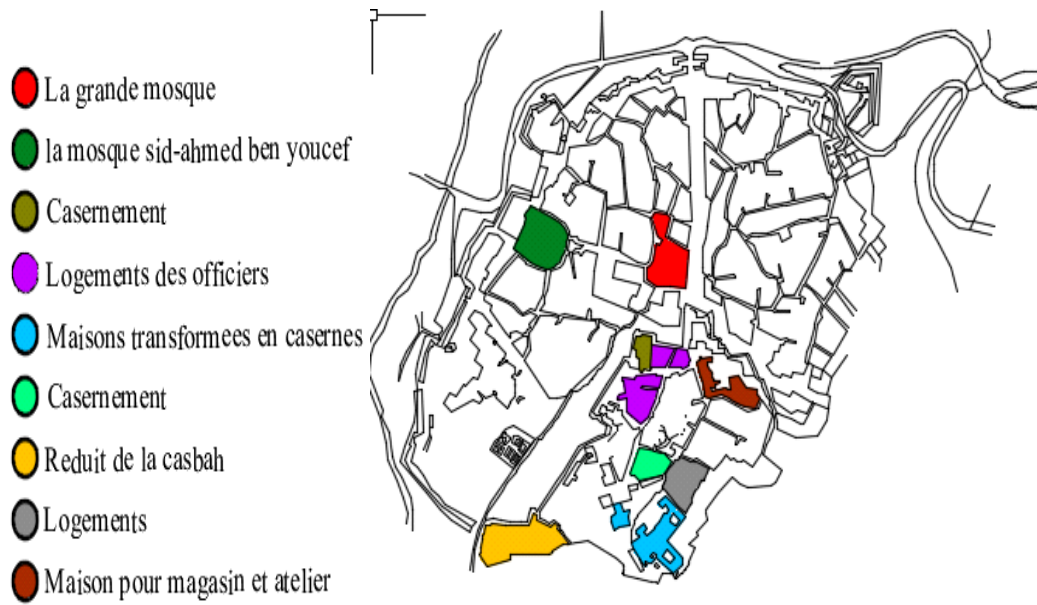 La grande mosque
la mosque sid-ahmed ben youcef
Casernement
Logements des officiers
Maisons transformees en casernes
Casernement
Reduit de la casbah
Logements
Maison pour magasin et atelier